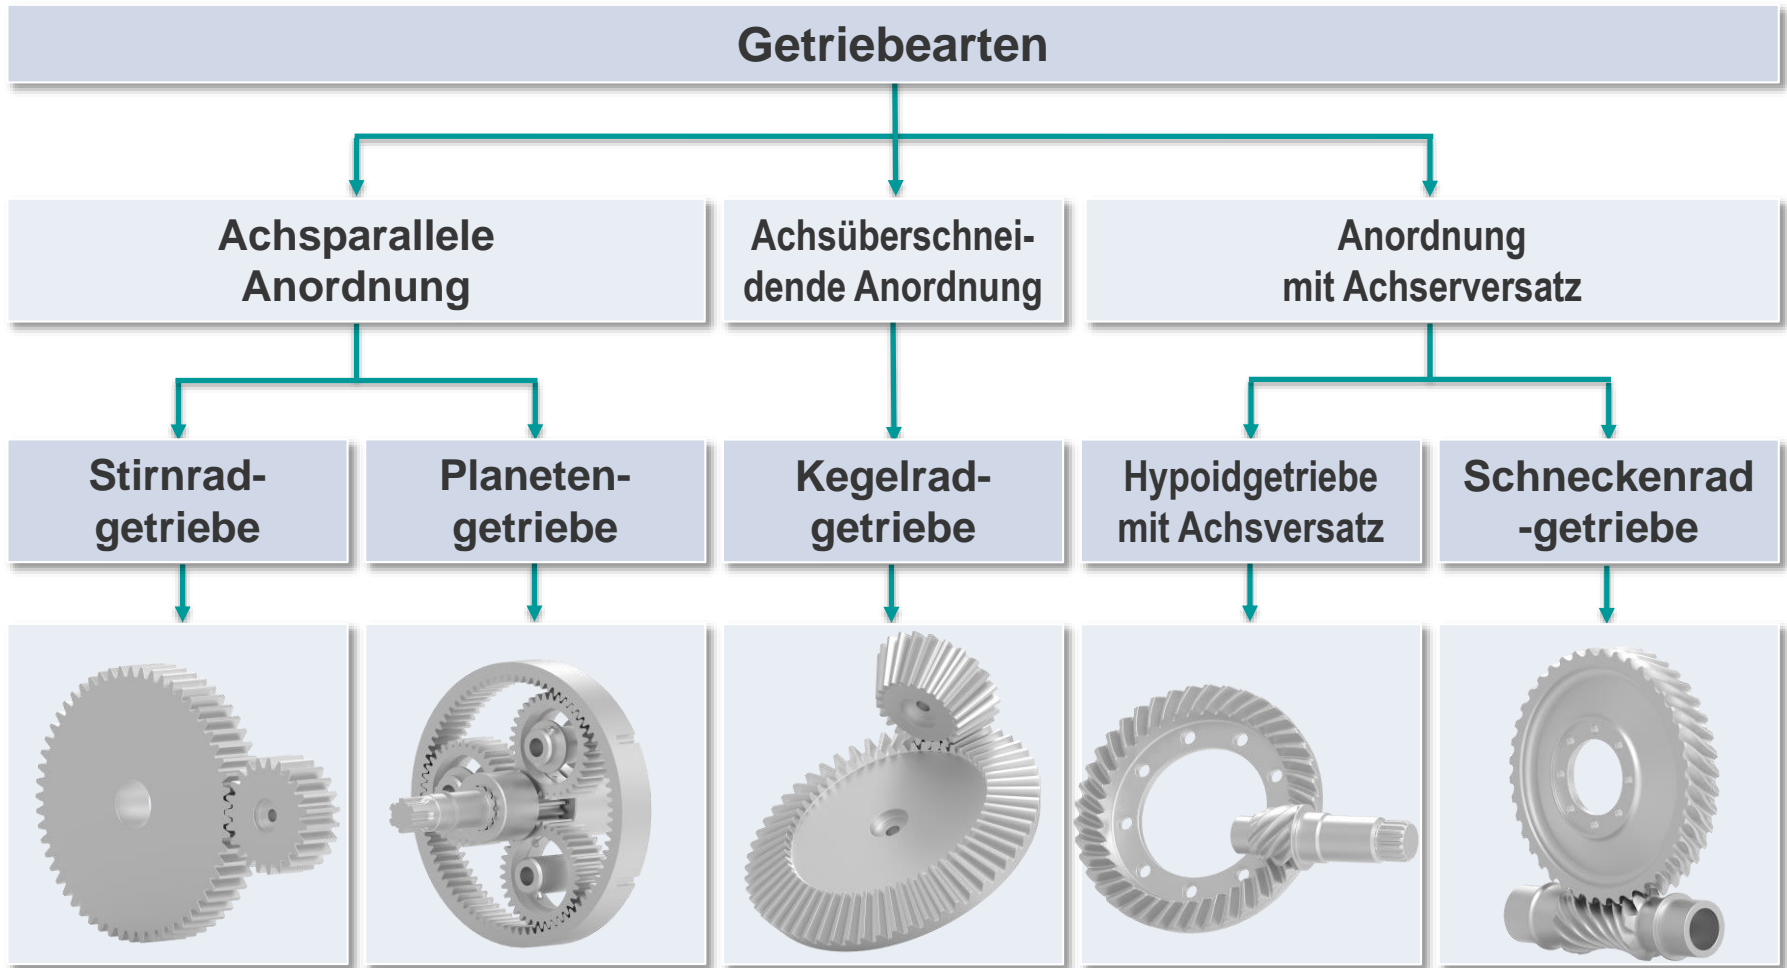 Getriebearten
Achsparallele
Anordnung
Achsüberschnei-
dende Anordnung
Anordnung
mit Achserversatz
Stirnrad-
getriebe
Planeten-
getriebe
Kegelrad-
getriebe
Hypoidgetriebe
mit Achsversatz
Schneckenrad
-getriebe